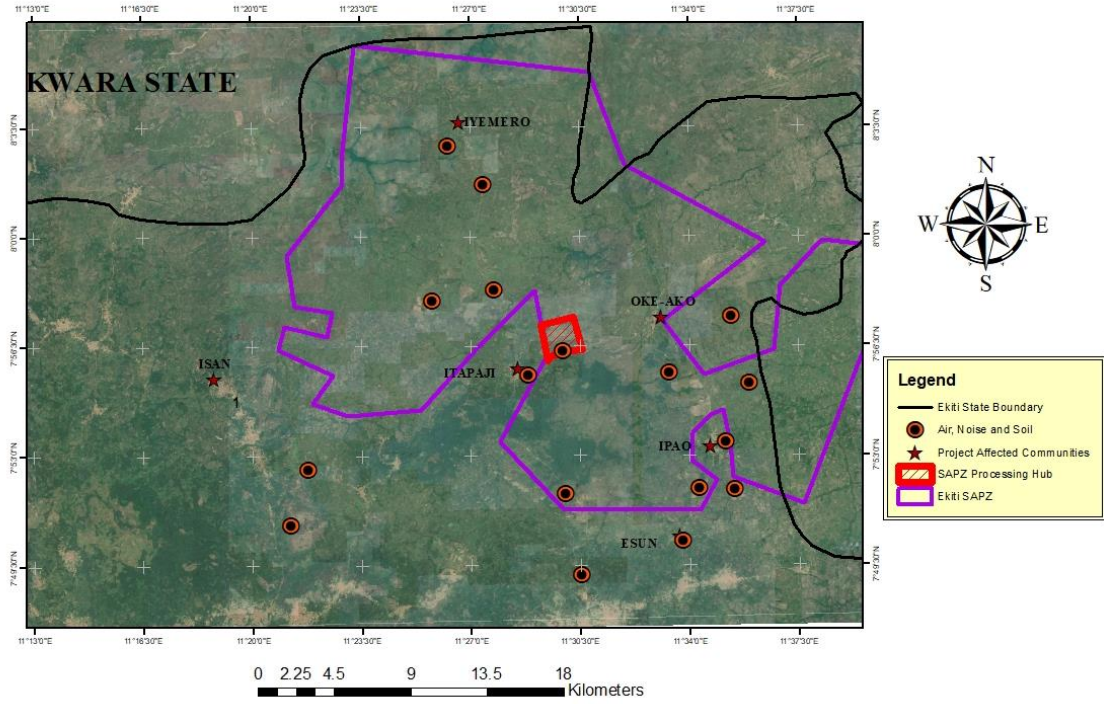 11°13'0"E 11°16'30"E 11°20'0"E 11°23'30"E 11°27'0"E 11°30'30"E 11°34'0"E 11°37'30"E
KWARA STATE
IYEMERO
8°3'30"N 8°3'30"N
N
W E
S
8°0'0"N 8°0'0"N
OKE-AKO
7°56'30"N 7°56'30"N
ISAN
ITAPAJI
1
IPAO
7°53'0"N 7°53'0"N
ESUN
7°49'30"N 7°49'30"N
Legend
Ekiti State Boundary
Air, Noise and Soil
Project Affected Communities
SAPZ Processing Hub
Ekiti SAPZ
11°13'0"E 11°16'30"E 11°20'0"E 11°23'30"E 11°27'0"E 11°30'30"E 11°34'0"E 11°37'30"E
0 2.25 4.5 9 13.5 18
Kilometers